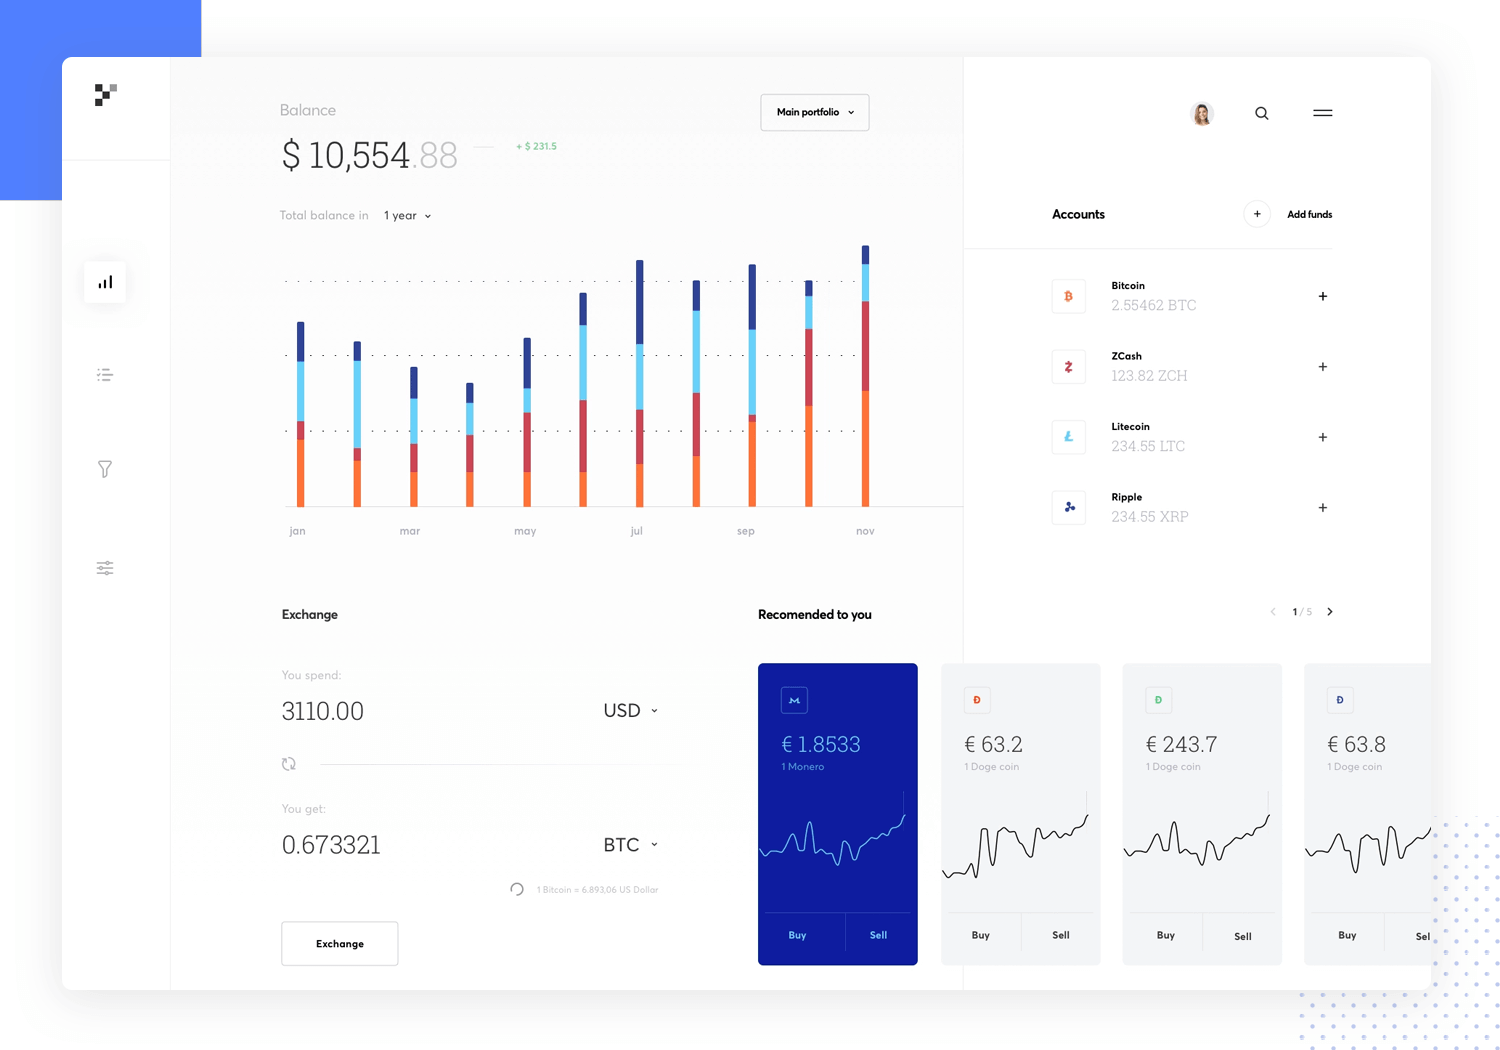 Balance
Main portfolio
$ 10,554.88
+ $ 231.5
Total balance in 1 year
jan mar may jul sep nov
Accounts
+ Add funds
Bitcoin
2.55462 BTC
ZCash
123.82 ZCH
Litecoin
234.55 LTC
Ripple
234.55 XRP
1 / 5
Exchange
You spend:
3110.00 USD
You get:
0.673321 BTC
1 Bitcoin = 6,893,06 US Dollar
Exchange
Recomended to you
€ 1.8533
1 Monero
Buy Sell
€ 63.2
1 Doge coin
Buy Sell
€ 243.7
1 Doge coin
Buy Sell
€ 63.8
1 Doge coin
Buy Sel